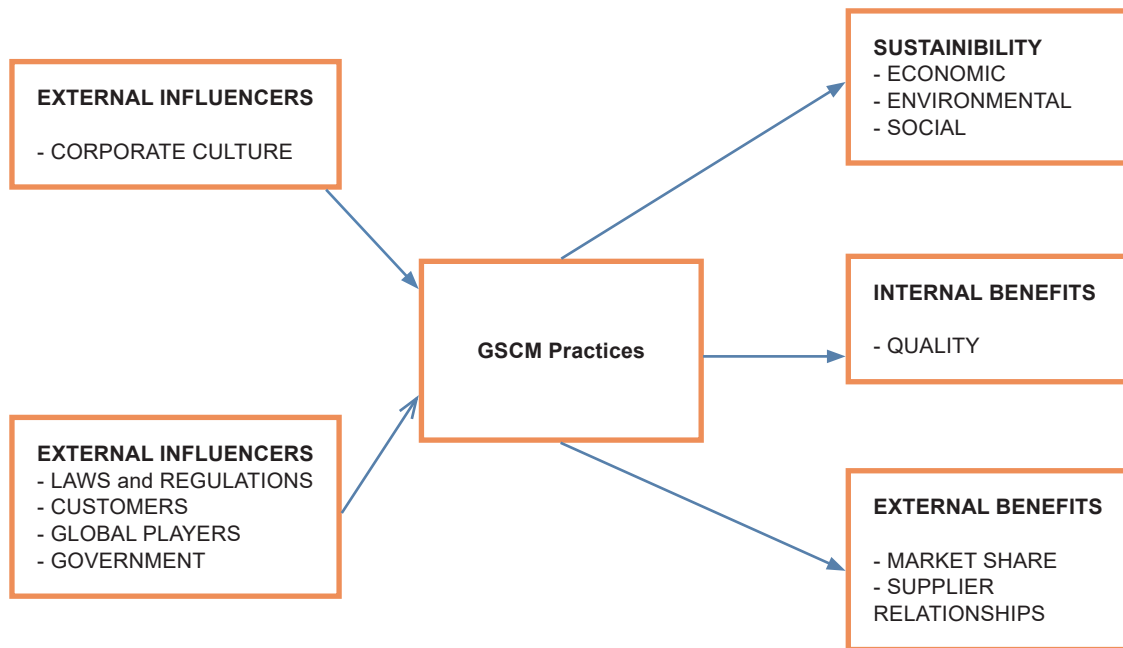 EXTERNAL INFLUENCERS
- CORPORATE CULTURE
EXTERNAL INFLUENCERS
- LAWS and REGULATIONS
- CUSTOMERS
- GLOBAL PLAYERS
- GOVERNMENT
GSCM Practices
SUSTAINIBILITY
- ECONOMIC
- ENVIRONMENTAL
- SOCIAL
INTERNAL BENEFITS
- QUALITY
EXTERNAL BENEFITS
- MARKET SHARE
- SUPPLIER
RELATIONSHIPS